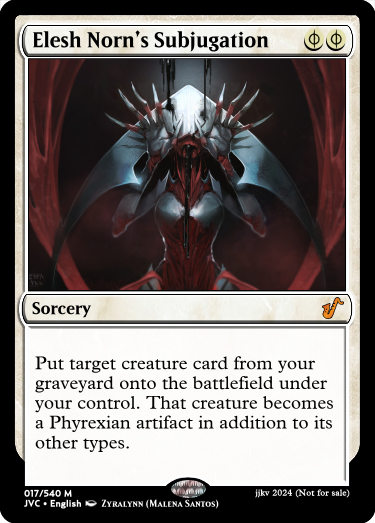 Elesh Norn's Subjugation
Sorcery
Put target creature card from your
graveyard onto the battlefield under
your control. That creature becomes
a Phyrexian artifact in addition to its
other types.
017/540 M
JVC • English Zyralynn (Malena Santos)
jjkv 2024 (Not for sale)